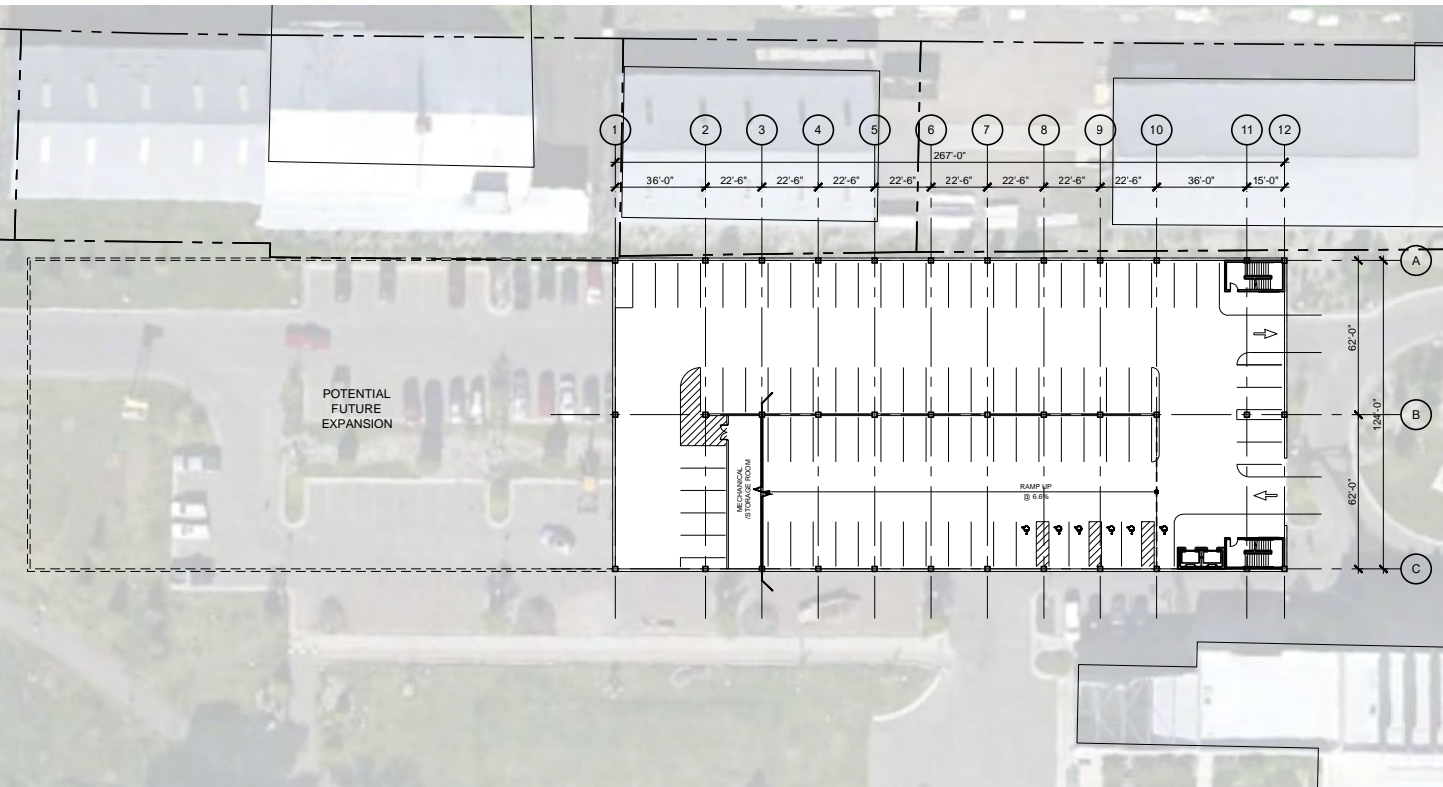 1 2 3 4 5 6 7 8 9 10 11 12
267'-0"
36'-0" 22'-6" 22'-6" 22'-6" 22'-6" 22'-6" 22'-6" 22'-6" 22'-6" 36'-0" 15'-0"
A
62'-0"
POTENTIAL
FUTURE
EXPANSION
B
124'-0"
MECHANICAL
/STORAGE ROOM
RAMP UP
@ 6.6%
62'-0"
C